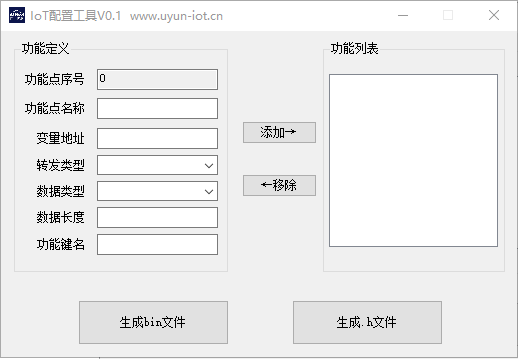 IoT配置工具V0.1 www.uyun-iot.cn
功能定义
功能点序号 0
功能点名称
变量地址
转发类型
数据类型
数据长度
功能键名
添加→
←移除
功能列表
生成bin文件
生成.h文件